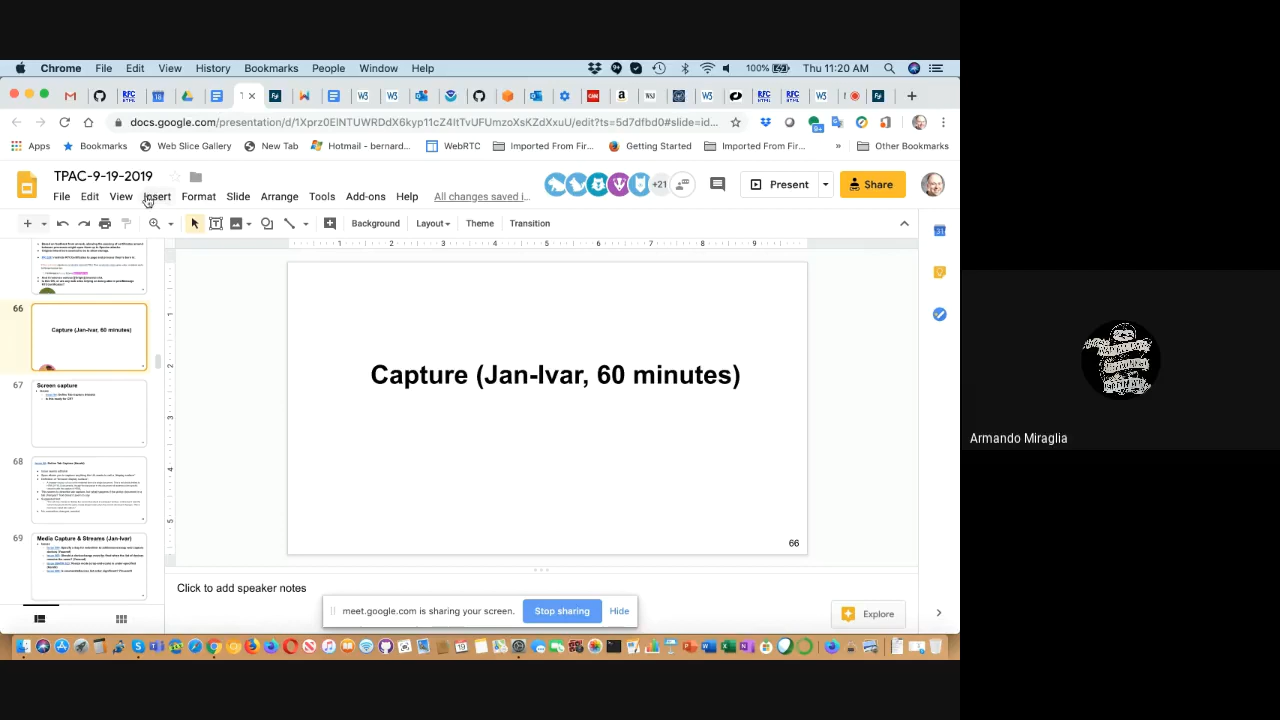 Chrome File Edit View History Bookmarks People Window Help 100% Thu 11:20 AM
docs.google.com/presentation/d/1Xprz0ElNTUWRDdX6kyp11cZ4ltTvUFUmzoXsKZdXxuU/edit?ts=5d7dfbd0#slide=id...
Apps Bookmarks Web Slice Gallery New Tab Hotmail - bernard... WebRTC Imported From Fir... Getting Started Imported From Fir... » Other Bookmarks
TPAC-9-19-2019
+21
Present
Share
File Edit View Insert Format Slide Arrange Tools Add-ons Help All changes saved i...
Background Layout Theme Transition
66
Capture (Jan-Ivar, 60 minutes)
67
Screen capture
68
69
Media Capture & Streams (Jan-Ivar)
Capture (Jan-Ivar, 60 minutes)
66
Click to add speaker notes
meet.google.com is sharing your screen. Stop sharing Hide
Explore
Armando Miraglia